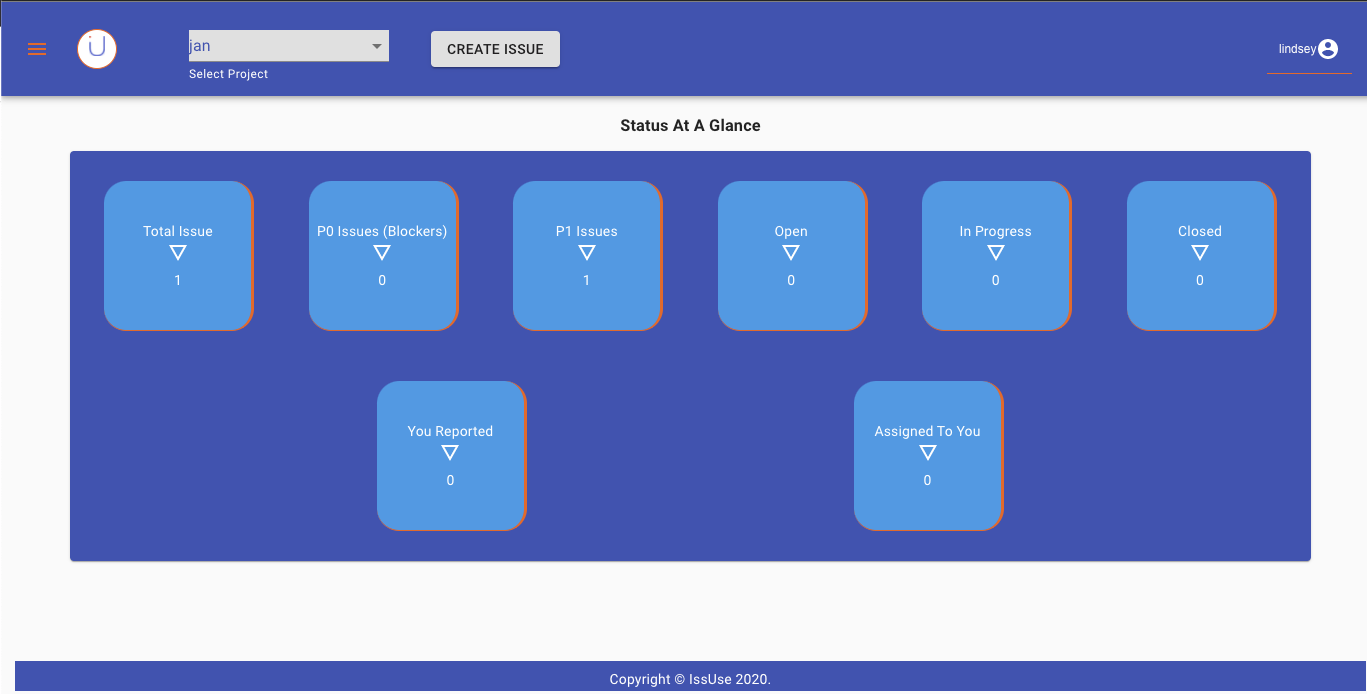 jan
Select Project
CREATE ISSUE
lindsey
Status At A Glance
Total Issue
1
P0 Issues (Blockers)
0
P1 Issues
1
Open
0
In Progress
0
Closed
0
You Reported
0
Assigned To You
0
Copyright © IssUse 2020.